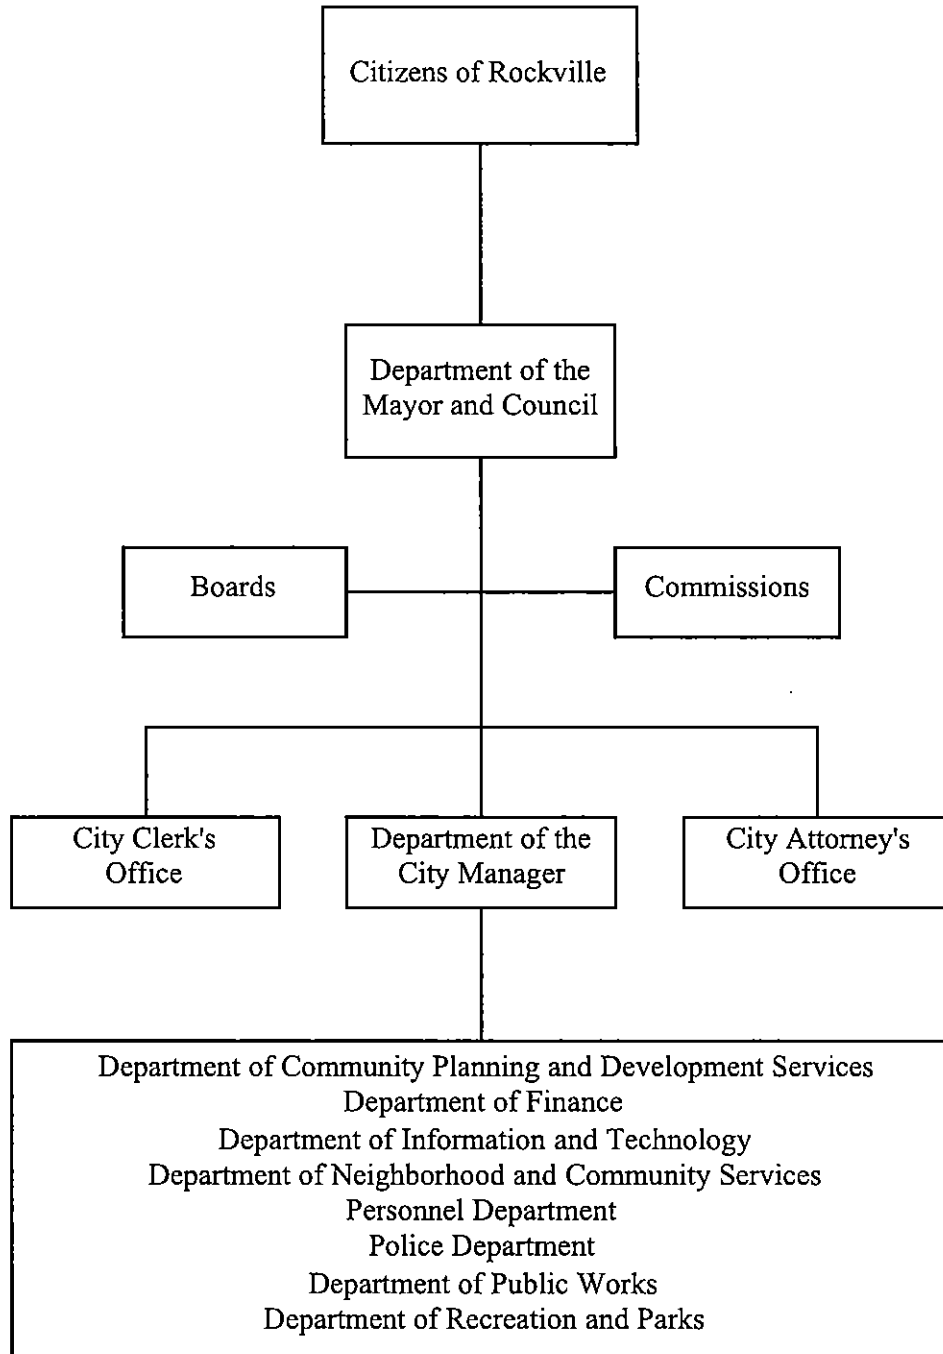 Citizens of Rockville
Department of the
Mayor and Council
Boards
Commissions
City Clerk's
Office
Department of the
City Manager
City Attorney's
Office
Department of Community Planning and Development Services
Department of Finance
Department of Information and Technology
Department of Neighborhood and Community Services
Personnel Department
Police Department
Department of Public Works
Department of Recreation and Parks